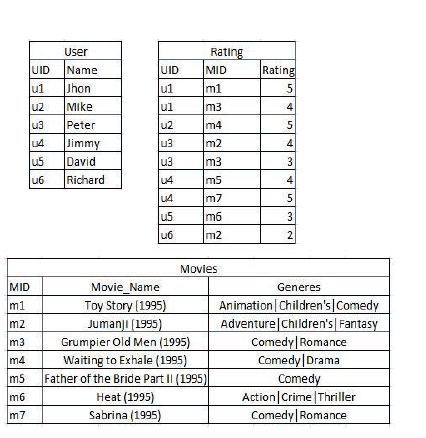 User
UID Name
u1 Jhon
u2 Mike
u3 Peter
u4 Jimmy
u5 David
u6 Richard
Rating
UID MID Rating
u1 m1 5
u1 m3 4
u2 m4 5
u3 m2 4
u3 m3 3
u4 m5 4
u4 m7 5
u5 m6 3
u6 m2 2
Movies
MID Movie_Name Generes
m1 Toy Story (1995) Animation|Children's|Comedy
m2 Jumanji (1995) Adventure|Children's|Fantasy
m3 Grumpier Old Men (1995) Comedy|Romance
m4 Waiting to Exhale (1995) Comedy|Drama
m5 Father of the Bride Part II (1995) Comedy
m6 Heat (1995) Action|Crime|Thriller
m7 Sabrina (1995) Comedy|Romance